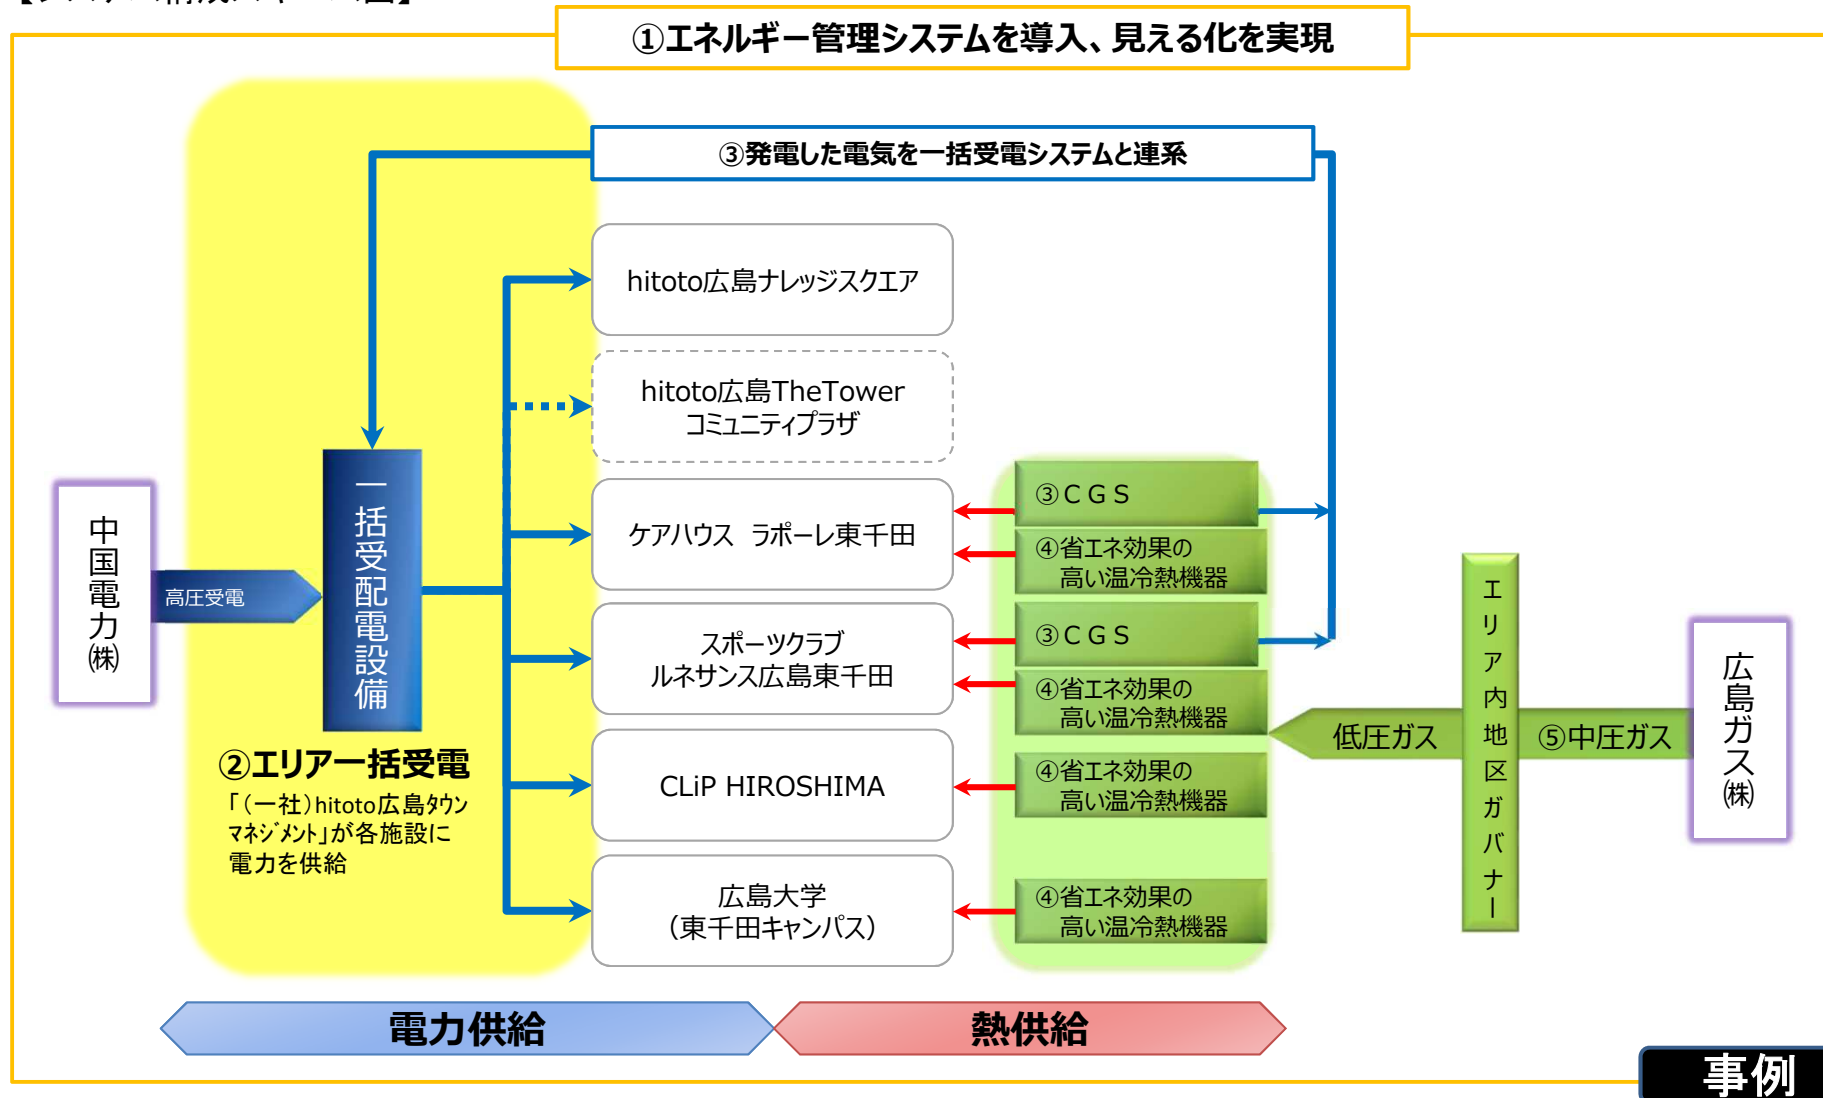 ①エネルギー管理システムを導入、見える化を実現
③発電した電気を一括受電システムと連系
hitoto広島ナレッジスクエア
hitoto広島TheTower
コミュニティプラザ
ケアハウス ラポーレ東千田
スポーツクラブ
ルネサンス広島東千田
CLiP HIROSHIMA
広島大学
(東千田キャンパス)
中国電力㈱
高圧受電
一括受配電設備
②エリア一括受電
「(一社)hitoto広島タウン
マネジメント」が各施設に
電力を供給
③CGS
④省エネ効果の
高い温冷熱機器
③CGS
④省エネ効果の
高い温冷熱機器
④省エネ効果の
高い温冷熱機器
④省エネ効果の
高い温冷熱機器
低圧ガス
エリア内地区ガバナー
⑤中圧ガス
広島ガス㈱
電力供給
熱供給
事例